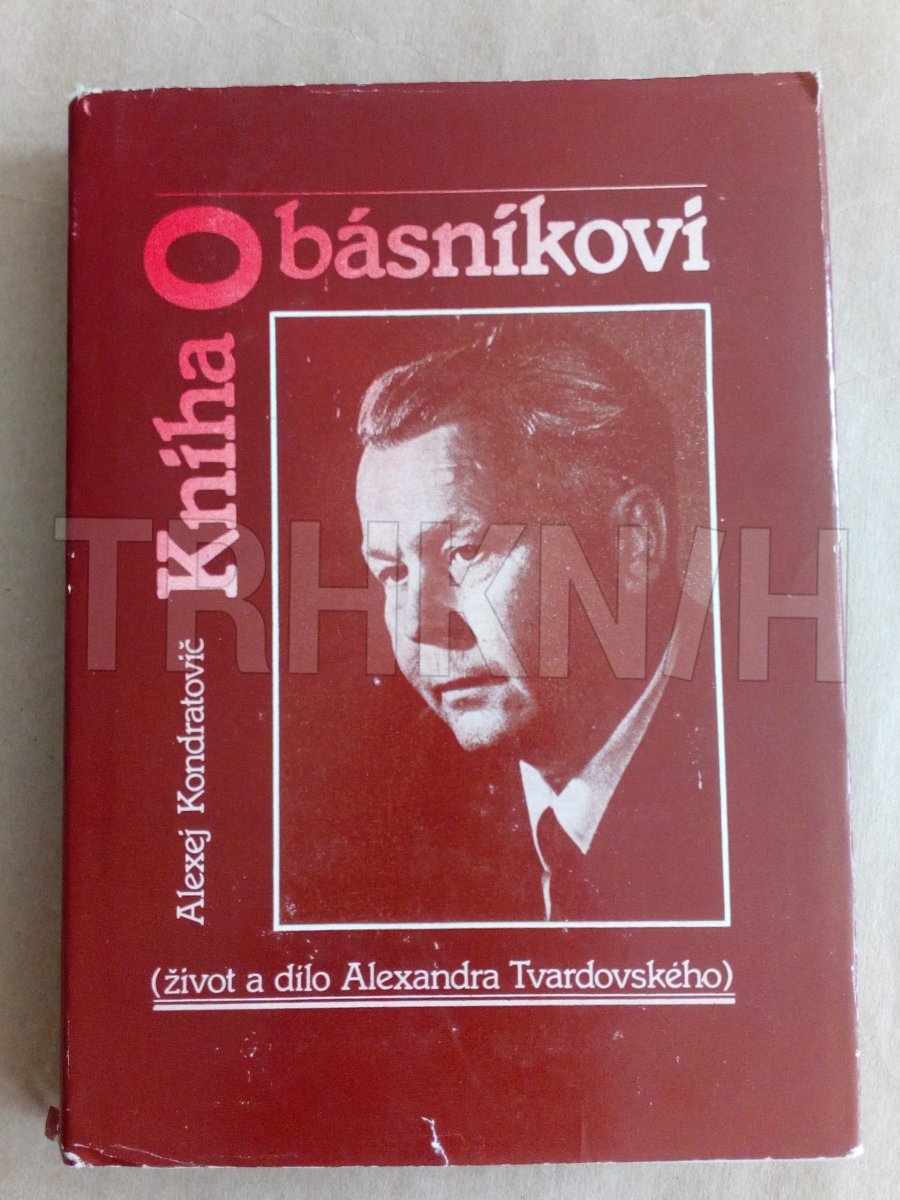 Kniha O básníkovi
Alexej Kondratovič
(život a dílo Alexandra Tvardovského)
TRHKNIH